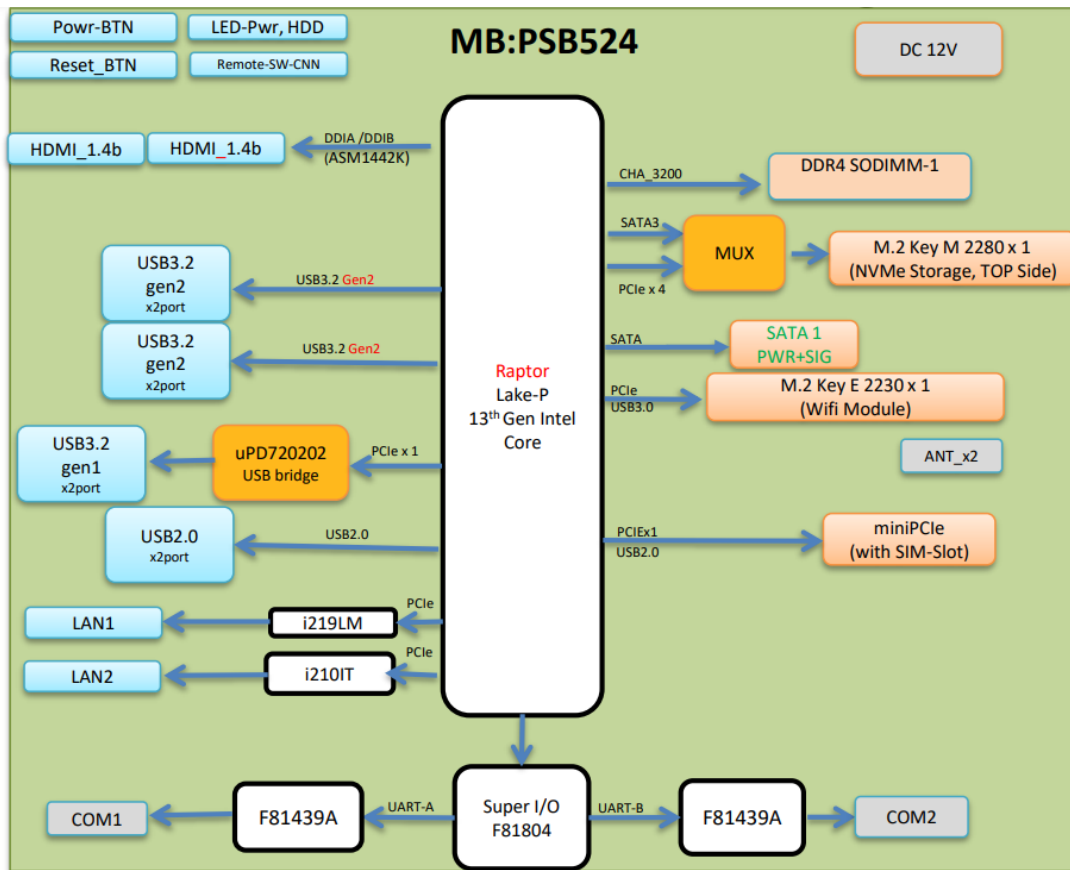 Powr-BTN
LED-Pwr, HDD
MB:PSB524
DC 12V
Reset_BTN
Remote-SW-CNN
HDMI_1.4b
HDMI_1.4b
DDIA /DDIB
(ASM1442K)
CHA_3200
DDR4 SODIMM-1
SATA3
PCIe x 4
MUX
M.2 Key M 2280 x 1
(NVMe Storage, TOP Side)
USB3.2
gen2
x2port
USB3.2 Gen2
USB3.2
gen2
x2port
USB3.2 Gen2
SATA
SATA 1
PWR+SIG
Raptor
Lake-P
13th Gen Intel
Core
PCIe
USB3.0
M.2 Key E 2230 x 1
(Wifi Module)
ANT_x2
USB3.2
gen1
x2port
uPD720202
USB bridge
PCIe x 1
USB2.0
x2port
USB2.0
PCIEx1
USB2.0
miniPCIe
(with SIM-Slot)
LAN1
i219LM
PCIe
LAN2
i210IT
PCIe
COM1
F81439A
UART-A
Super I/O
F81804
UART-B
F81439A
COM2